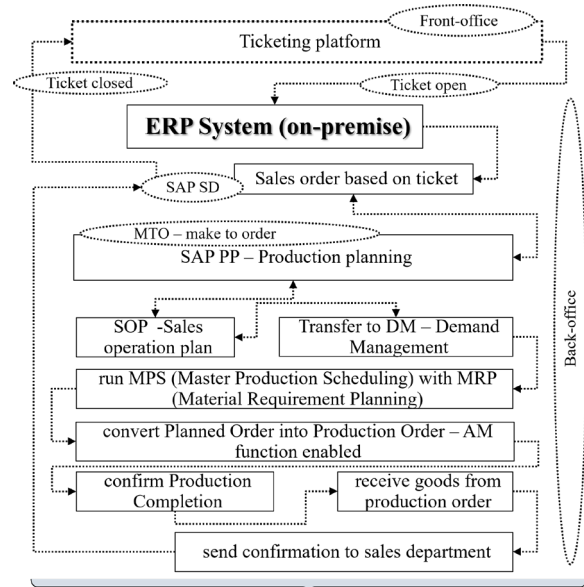 Front-office
Ticketing platform
Ticket closed
Ticket open
ERP System (on-premise)
SAP SD
Sales order based on ticket
MTO – make to order
SAP PP – Production planning
SOP -Sales
operation plan
Transfer to DM – Demand
Management
run MPS (Master Production Scheduling) with MRP
(Material Requirement Planning)
convert Planned Order into Production Order – AM
function enabled
confirm Production
Completion
receive goods from
production order
send confirmation to sales department
Back-office